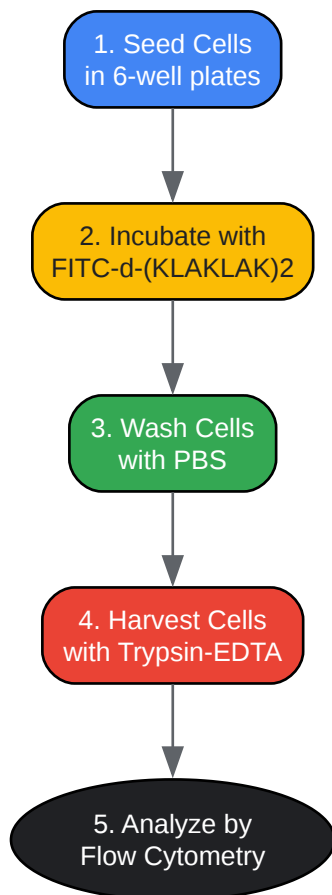 1. Seed Cells
in 6-well plates
2. Incubate with
FITC-d-(KLAKLAK)2
3. Wash Cells
with PBS
4. Harvest Cells
with Trypsin-EDTA
5. Analyze by
Flow Cytometry